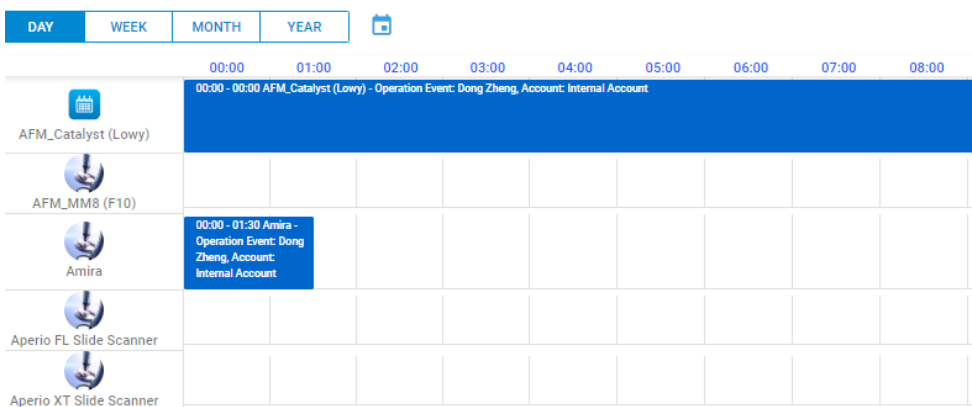 DAY WEEK MONTH YEAR
00:00 01:00 02:00 03:00 04:00 05:00 06:00 07:00 08:00
00:00 - 00:00 AFM_Catalyst (Lowy) - Operation Event: Dong Zheng, Account: Internal Account
AFM_Catalyst (Lowy)
AFM_MM8 (F10)
00:00 - 01:30 Amira -
Operation Event: Dong
Zheng, Account:
Internal Account
Amira
Aperio FL Slide Scanner
Aperio XT Slide Scanner